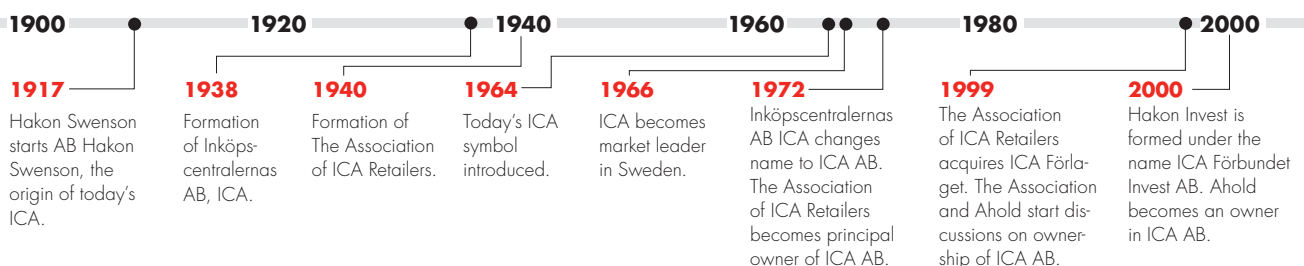 1900 1920 1940 1960 1980 2000
1917
Hakon Swenson
starts AB Hakon
Swenson, the
origin of today's
ICA.
1938
Formation
of Inköps-
centralernas
AB, ICA.
1940
Formation of
The Association
of ICA Retailers.
1964
Today's ICA
symbol
introduced.
1966
ICA becomes
market leader
in Sweden.
1972
Inköpscentralernas
AB ICA changes
name to ICA AB.
The Association
of ICA Retailers
becomes principal
owner of ICA AB.
1999
The Association
of ICA Retailers
acquires ICA Förla-
get. The Association
and Ahold start dis-
cussions on owner-
ship of ICA AB.
2000
Hakon Invest is
formed under the
name ICA Förbundet
Invest AB. Ahold
becomes an owner
in ICA AB.